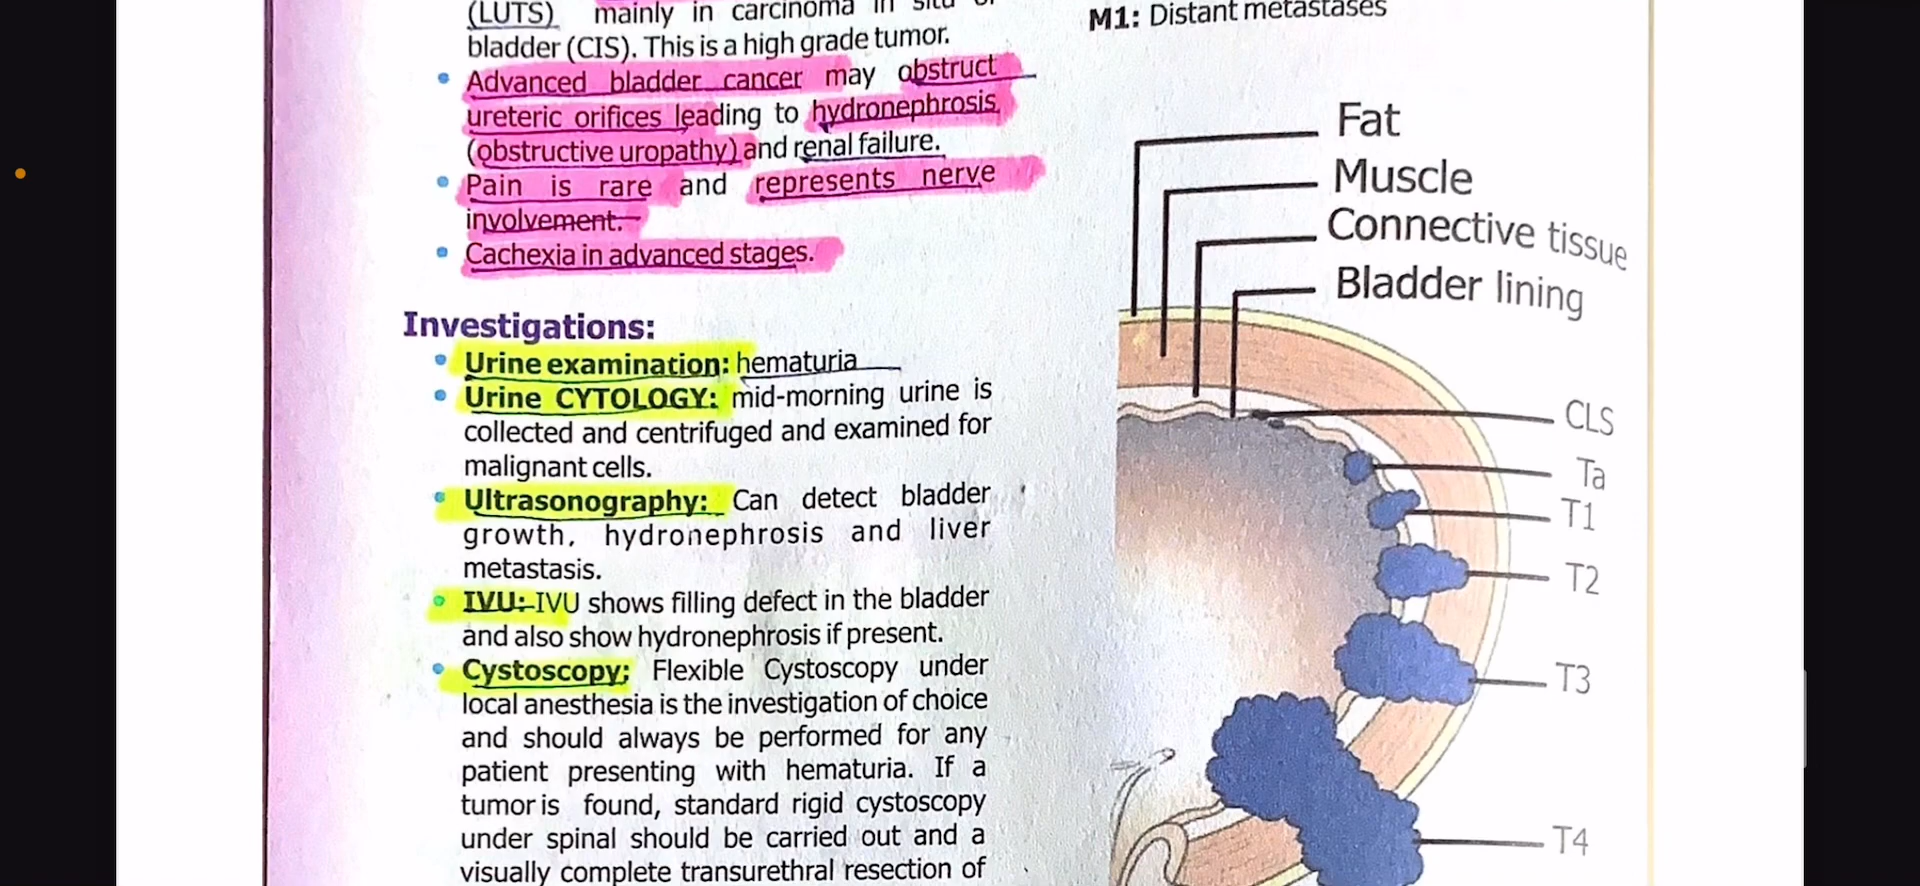 (LUTS) mainly in carcinoma in situ of
bladder (CIS). This is a high grade tumor.
Advanced bladder cancer may obstruct
ureteric orifices leading to hydronephrosis
(obstructive uropathy) and renal failure.
Pain is rare and represents nerve
involvement.
Cachexia in advanced stages.
Investigations:
Urine examination: hematuria
Urine CYTOLOGY: mid-morning urine is
collected and centrifuged and examined for
malignant cells.
Ultrasonography: Can detect bladder
growth, hydronephrosis and liver
metastasis.
IVU: IVU shows filling defect in the bladder
and also show hydronephrosis if present.
Cystoscopy: Flexible Cystoscopy under
local anesthesia is the investigation of choice
and should always be performed for any
patient presenting with hematuria. If a
tumor is found, standard rigid cystoscopy
under spinal should be carried out and a
visually complete transurethral resection of
M1: Distant metastases
Fat
Muscle
Connective tissue
Bladder lining
CLS
Ta
T1
T2
T3
T4